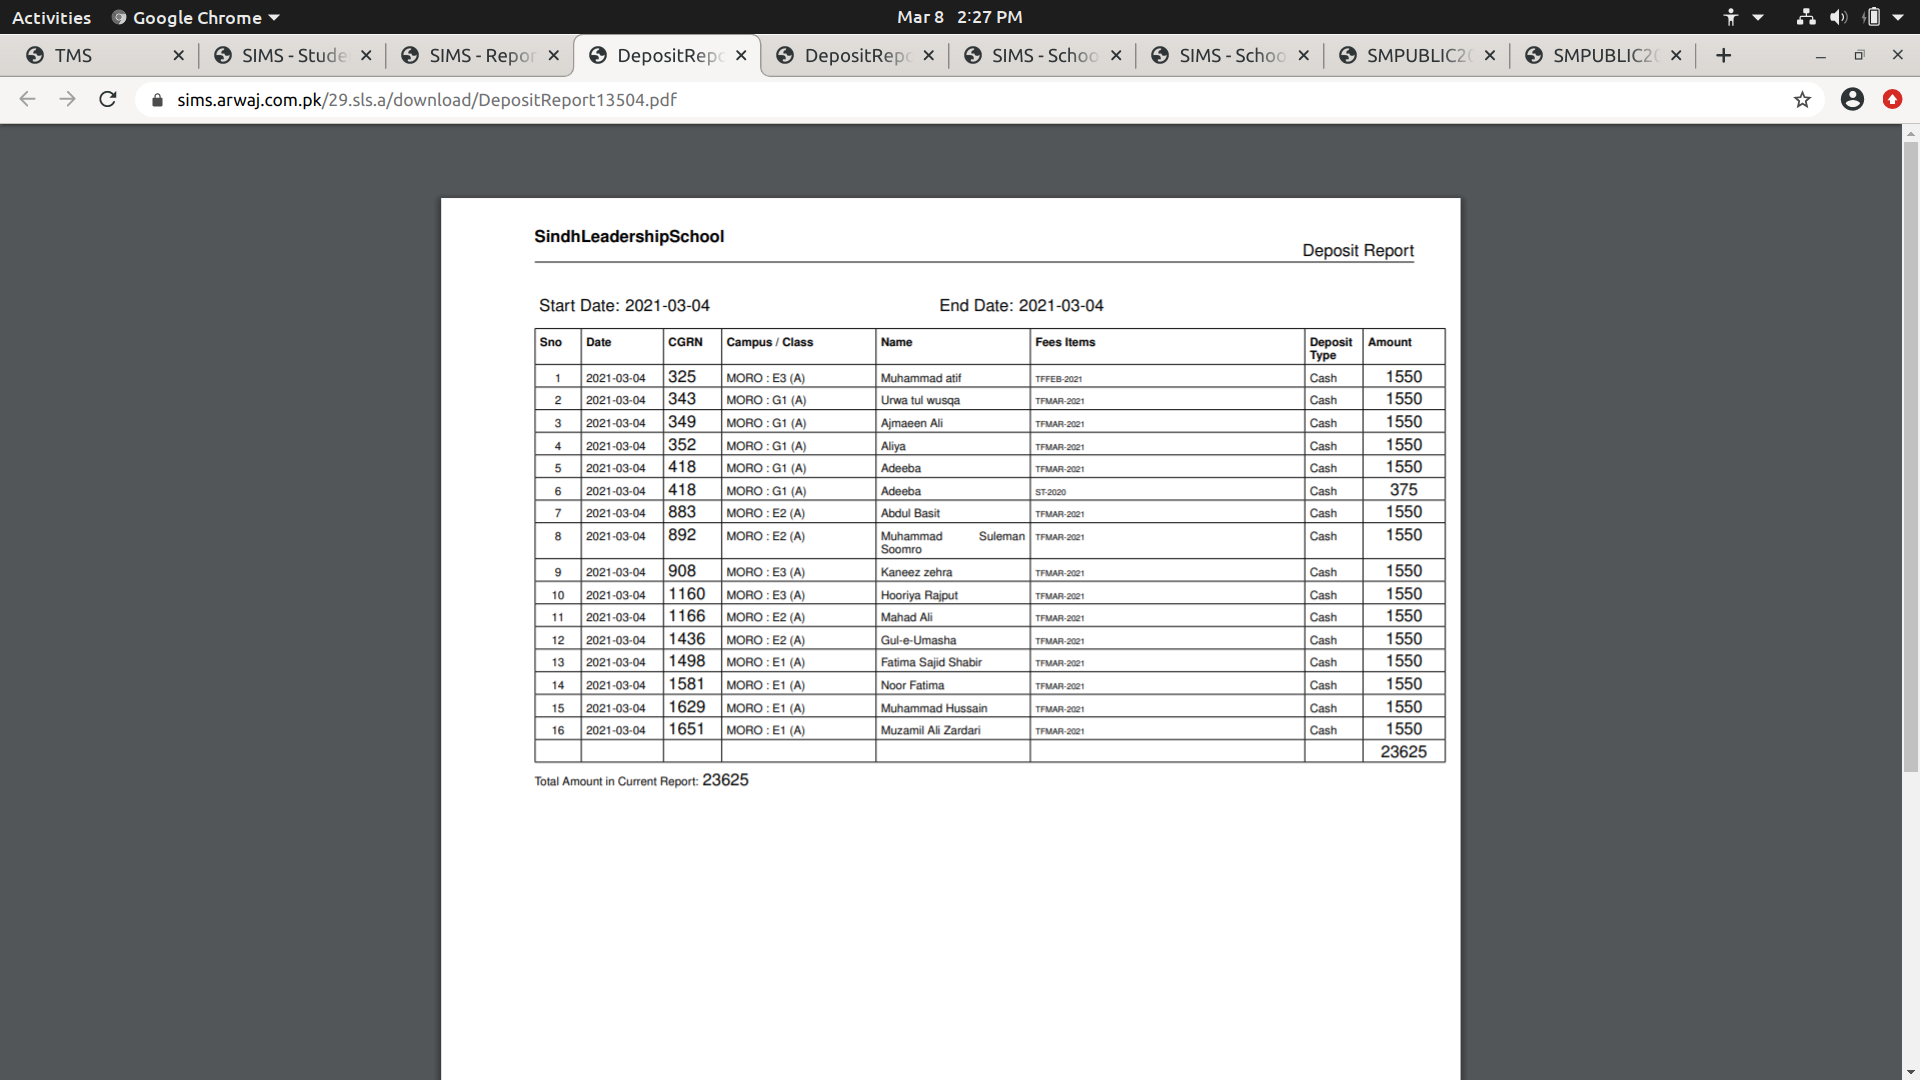 Activities Google Chrome Mar 8 2:27 PM
TMS SIMS - Stude SIMS - Repor DepositRepo DepositRepo SIMS - Schoo SIMS - Schoo SMPUBLIC20 SMPUBLIC20
sims.arwaj.com.pk/29.sls.a/download/DepositReport13504.pdf
SindhLeadershipSchool
Deposit Report
Start Date: 2021-03-04 End Date: 2021-03-04
Sno Date CGRN Campus / Class Name Fees Items Deposit Type Amount
1 2021-03-04 325 MORO : E3 (A) Muhammad atif TFFEB-2021 Cash 1550
2 2021-03-04 343 MORO : G1 (A) Urwa tul wusqa TFMAR-2021 Cash 1550
3 2021-03-04 349 MORO : G1 (A) Ajmaeen Ali TFMAR-2021 Cash 1550
4 2021-03-04 352 MORO : G1 (A) Aliya TFMAR-2021 Cash 1550
5 2021-03-04 418 MORO : G1 (A) Adeeba TFMAR-2021 Cash 1550
6 2021-03-04 418 MORO : G1 (A) Adeeba ST-2020 Cash 375
7 2021-03-04 883 MORO : E2 (A) Abdul Basit TFMAR-2021 Cash 1550
8 2021-03-04 892 MORO : E2 (A) Muhammad Suleman Soomro TFMAR-2021 Cash 1550
9 2021-03-04 908 MORO : E3 (A) Kaneez zehra TFMAR-2021 Cash 1550
10 2021-03-04 1160 MORO : E3 (A) Hooriya Rajput TFMAR-2021 Cash 1550
11 2021-03-04 1166 MORO : E2 (A) Mahad Ali TFMAR-2021 Cash 1550
12 2021-03-04 1436 MORO : E2 (A) Gul-e-Umasha TFMAR-2021 Cash 1550
13 2021-03-04 1498 MORO : E1 (A) Fatima Sajid Shabir TFMAR-2021 Cash 1550
14 2021-03-04 1581 MORO : E1 (A) Noor Fatima TFMAR-2021 Cash 1550
15 2021-03-04 1629 MORO : E1 (A) Muhammad Hussain TFMAR-2021 Cash 1550
16 2021-03-04 1651 MORO : E1 (A) Muzamil Ali Zardari TFMAR-2021 Cash 1550
23625
Total Amount in Current Report: 23625